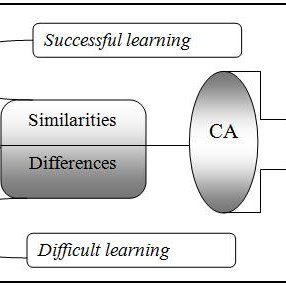 Successful learning
Similarities
CA
Differences
Difficult learning